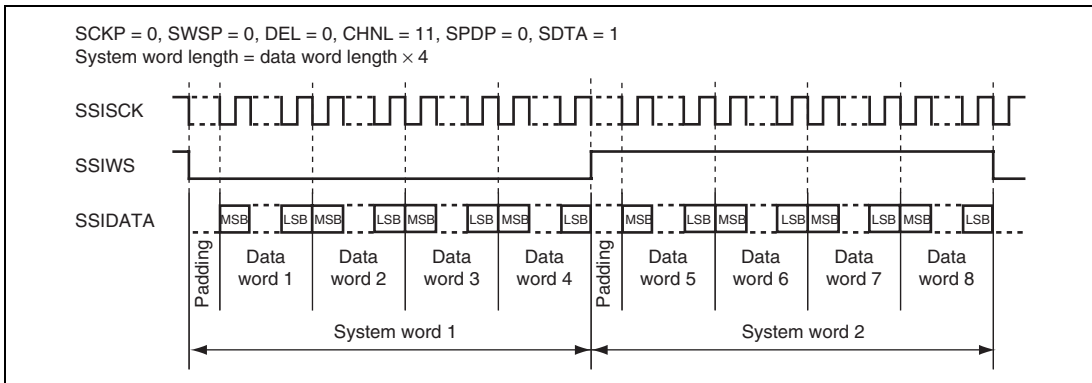 SCKP = 0, SWSP = 0, DEL = 0, CHNL = 11, SPDP = 0, SDTA = 1
System word length = data word length × 4
SSISCK
SSIWS
SSIDATA
MSB LSB MSB LSB MSB LSB MSB LSB MSB LSB MSB LSB MSB LSB MSB LSB
Padding
Data word 1
Data word 2
Data word 3
Data word 4
Padding
Data word 5
Data word 6
Data word 7
Data word 8
System word 1
System word 2